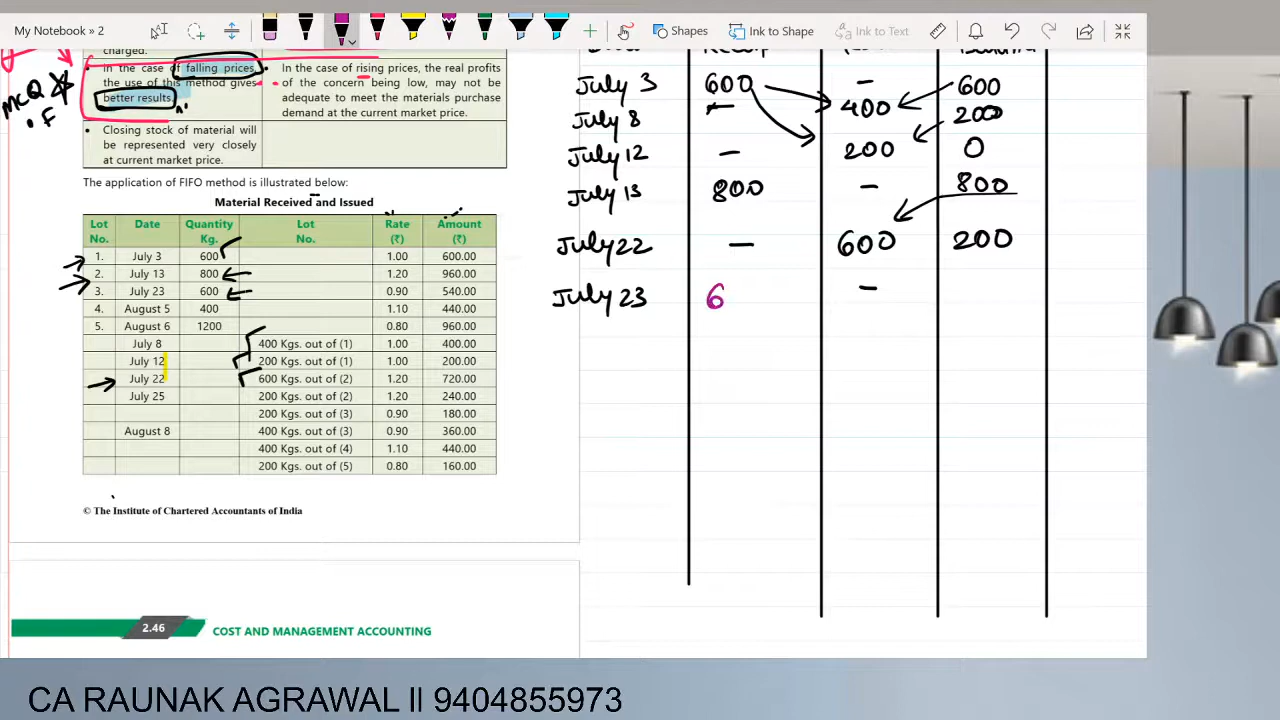 My Notebook » 2
Shapes
Ink to Shape
Ink to Text
charged.
In the case of falling prices, the use of this method gives better results.
In the case of rising prices, the real profits of the concern being low, may not be adequate to meet the materials purchase demand at the current market price.
Closing stock of material will be represented very closely at current market price.
MCQ
The application of FIFO method is illustrated below:
Material Received and Issued
Lot No. Date Quantity Kg. Lot No. Rate (₹) Amount (₹)
1. July 3 600 1.00 600.00
2. July 13 800 1.20 960.00
3. July 23 600 0.90 540.00
4. August 5 400 1.10 440.00
5. August 6 1200 0.80 960.00
July 8 400 Kgs. out of (1) 1.00 400.00
July 12 200 Kgs. out of (1) 1.00 200.00
July 22 600 Kgs. out of (2) 1.20 720.00
July 25 200 Kgs. out of (2) 1.20 240.00
200 Kgs. out of (3) 0.90 180.00
August 8 400 Kgs. out of (3) 0.90 360.00
400 Kgs. out of (4) 1.10 440.00
200 Kgs. out of (5) 0.80 160.00
© The Institute of Chartered Accountants of India
2.46 COST AND MANAGEMENT ACCOUNTING
July 3 600 – 600
July 8 – 400 200
July 12 – 200 0
July 13 800 – 800
July 22 – 600 200
July 23 6 –
CA RAUNAK AGRAWAL ll 9404855973